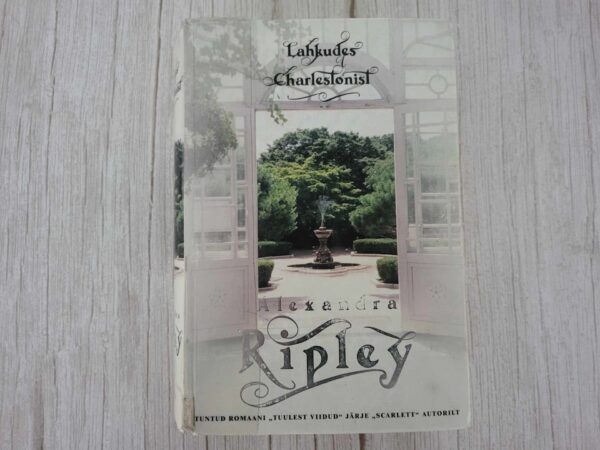 Lahkudes
Charlestonist
Alexandra
Ripley
TUNTUD ROMAANI „TUULEST VIIDUD“ JÄRJE „SCARLETT“ AUTORILT